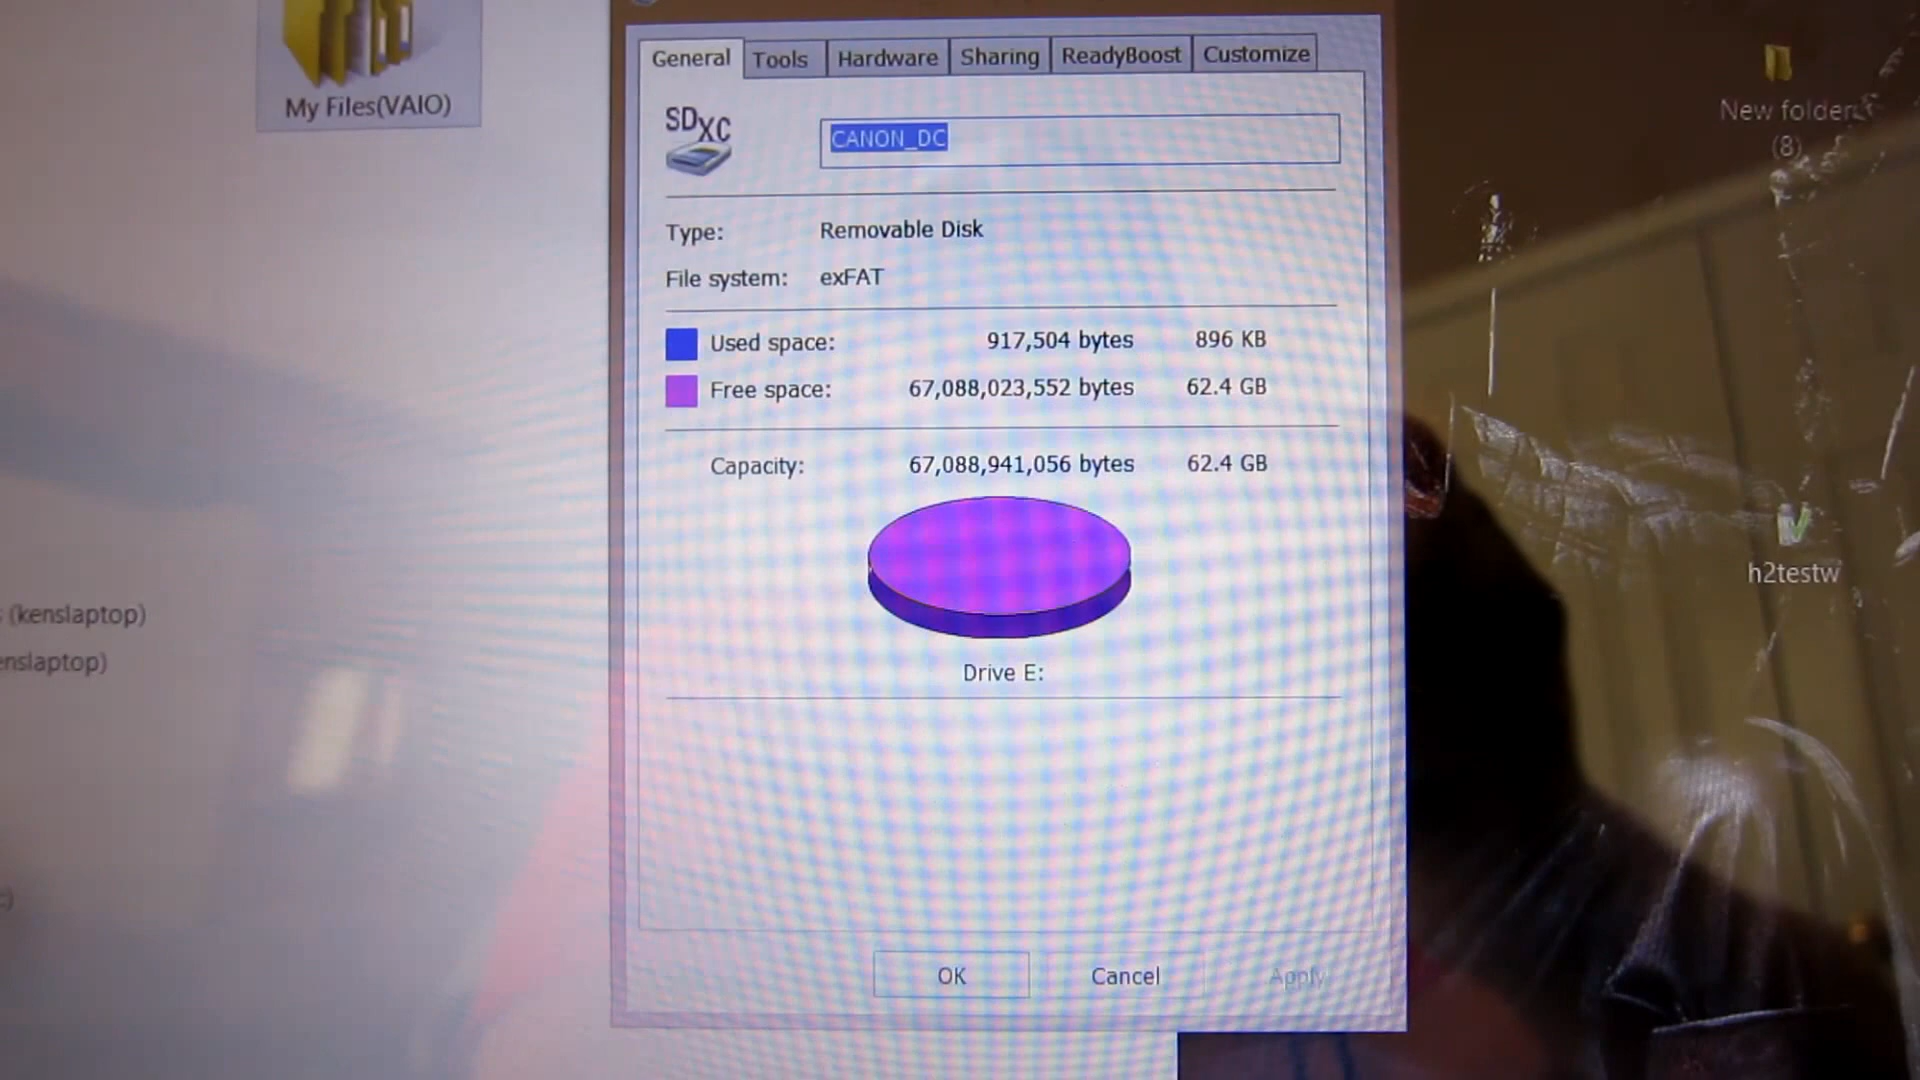 My Files(VAIO)
General Tools Hardware Sharing ReadyBoost Customize
SDXC
CANON_DC
Type: Removable Disk
File system: exFAT
Used space: 917,504 bytes 896 KB
Free space: 67,088,023,552 bytes 62.4 GB
Capacity: 67,088,941,056 bytes 62.4 GB
Drive E:
OK Cancel Apply
(kenslaptop)
enslaptop)
New folder
(8)
h2testw